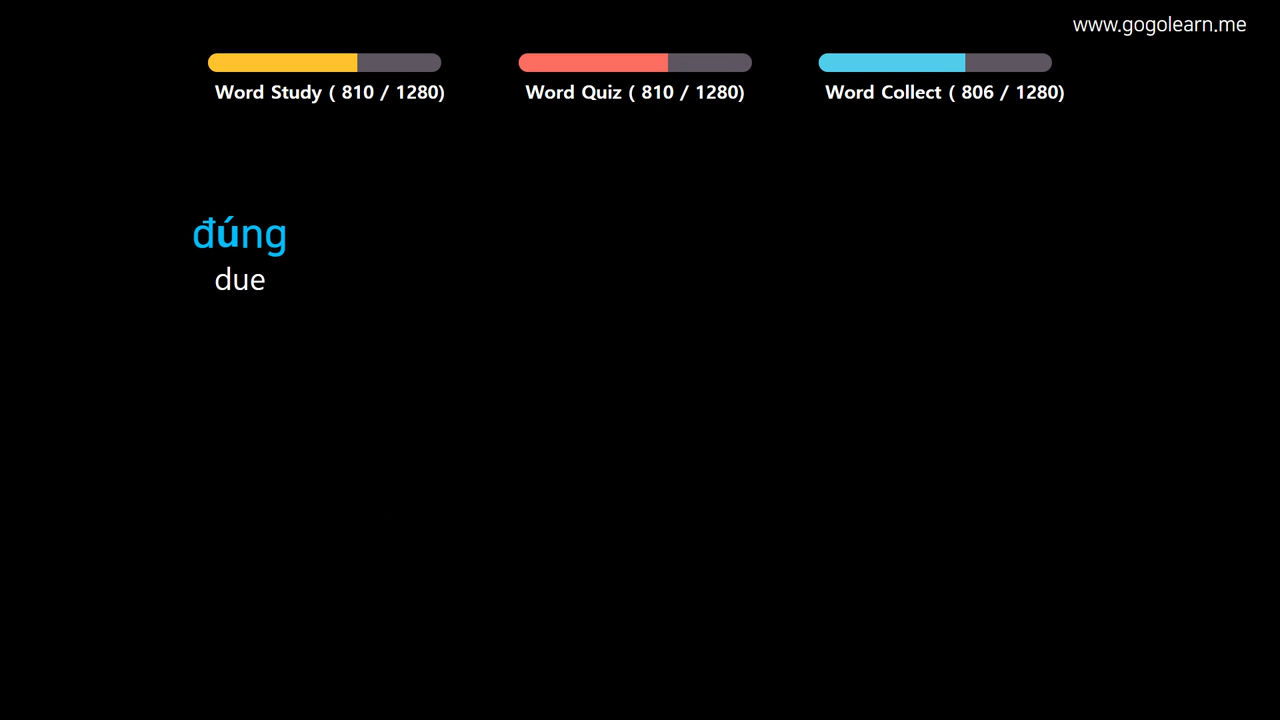 www.gogolearn.me
Word Study ( 810 / 1280)
Word Quiz ( 810 / 1280)
Word Collect ( 806 / 1280)
đúng
due